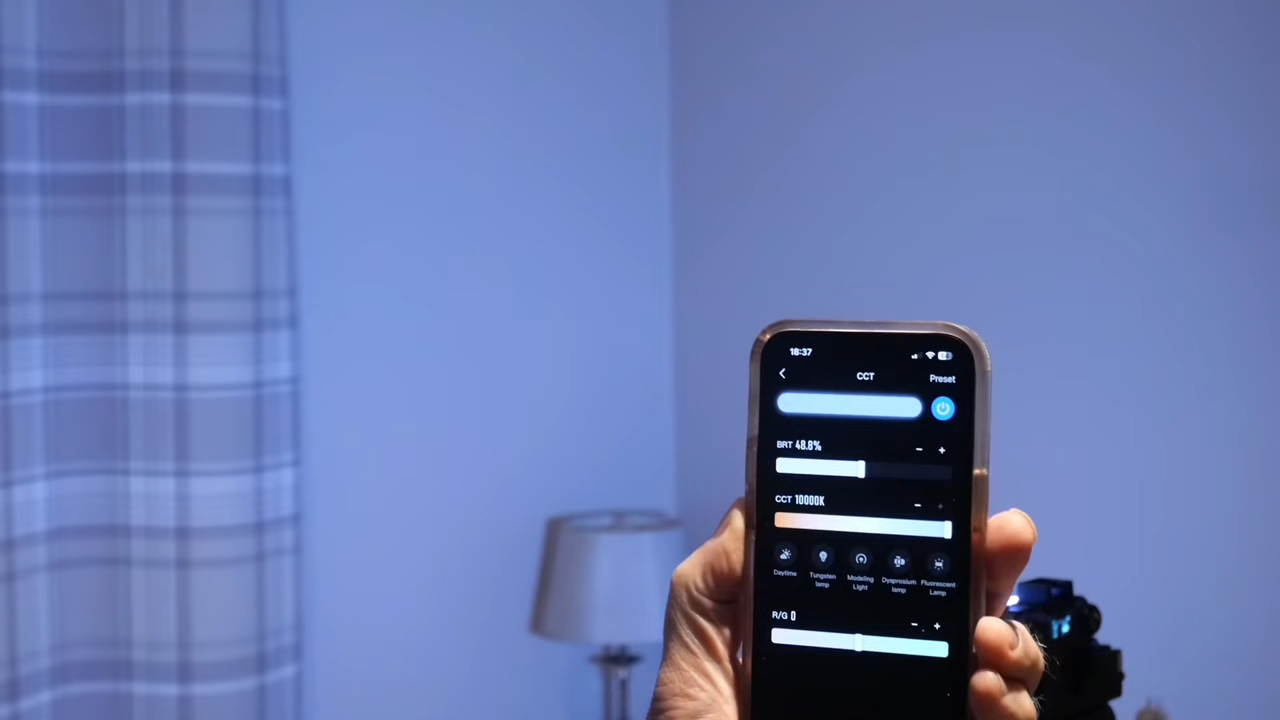 18:37
CCT
Preset
BRT 48.8%
- +
CCT 10000K
- +
Daytime
Tungsten lamp
Modeling Light
Dysprosium lamp
Fluorescent Lamp
R/G 0
- +